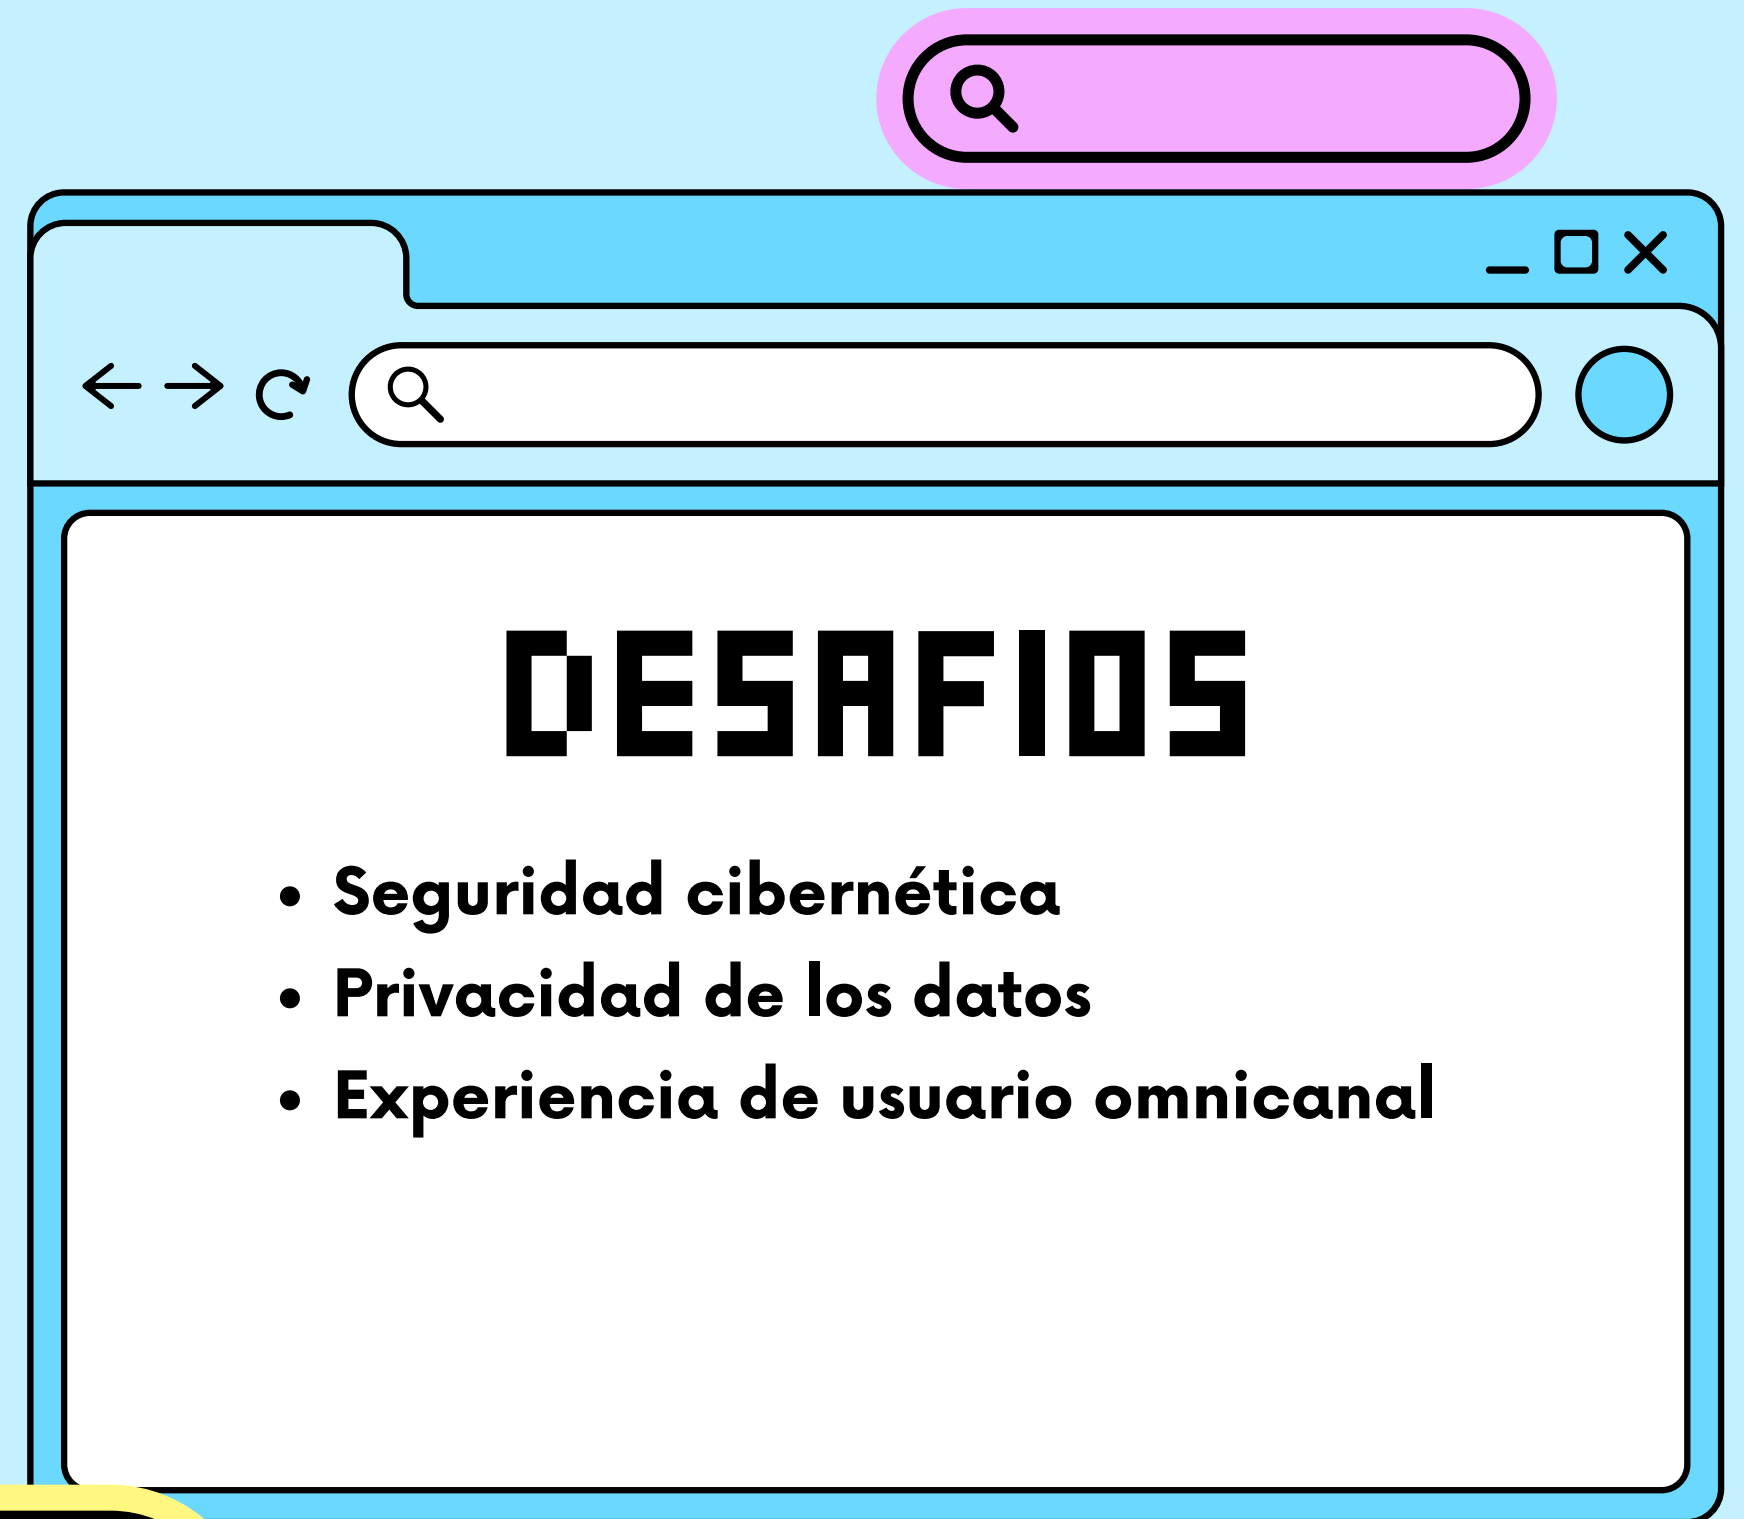 DESAFIOS
• Seguridad cibernética
• Privacidad de los datos
• Experiencia de usuario omnicanal